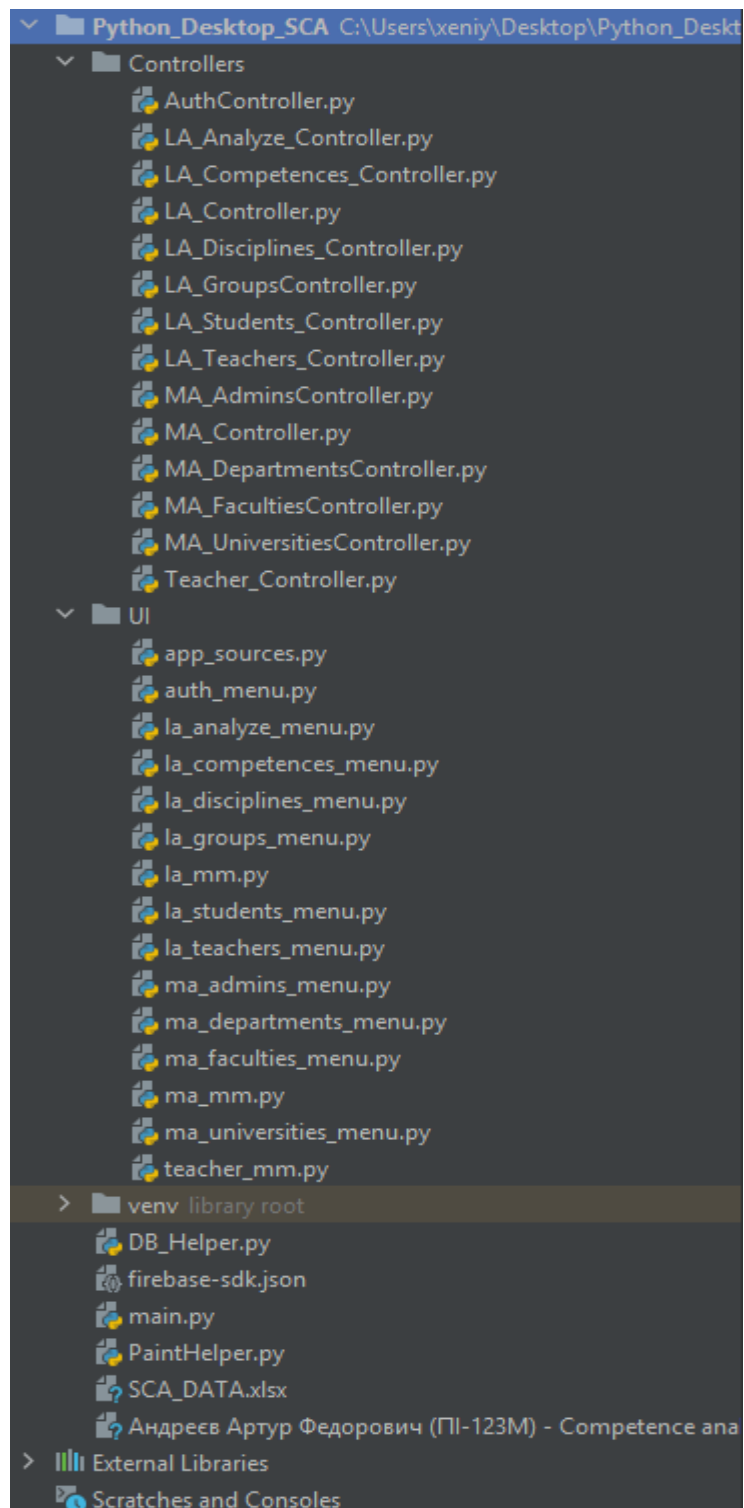 Python_Desktop_SCA C:\Users\xeniy\Desktop\Python_Deskt
Controllers
AuthController.py
LA_Analyze_Controller.py
LA_Competences_Controller.py
LA_Controller.py
LA_Disciplines_Controller.py
LA_GroupsController.py
LA_Students_Controller.py
LA_Teachers_Controller.py
MA_AdminsController.py
MA_Controller.py
MA_DepartmentsController.py
MA_FacultiesController.py
MA_UniversitiesController.py
Teacher_Controller.py
UI
app_sources.py
auth_menu.py
la_analyze_menu.py
la_competences_menu.py
la_disciplines_menu.py
la_groups_menu.py
la_mm.py
la_students_menu.py
la_teachers_menu.py
ma_admins_menu.py
ma_departments_menu.py
ma_faculties_menu.py
ma_mm.py
ma_universities_menu.py
teacher_mm.py
venv library root
DB_Helper.py
firebase-sdk.json
main.py
PaintHelper.py
SCA_DATA.xlsx
Андреєв Артур Федорович (ПІ-123М) - Competence ana
External Libraries
Scratches and Consoles